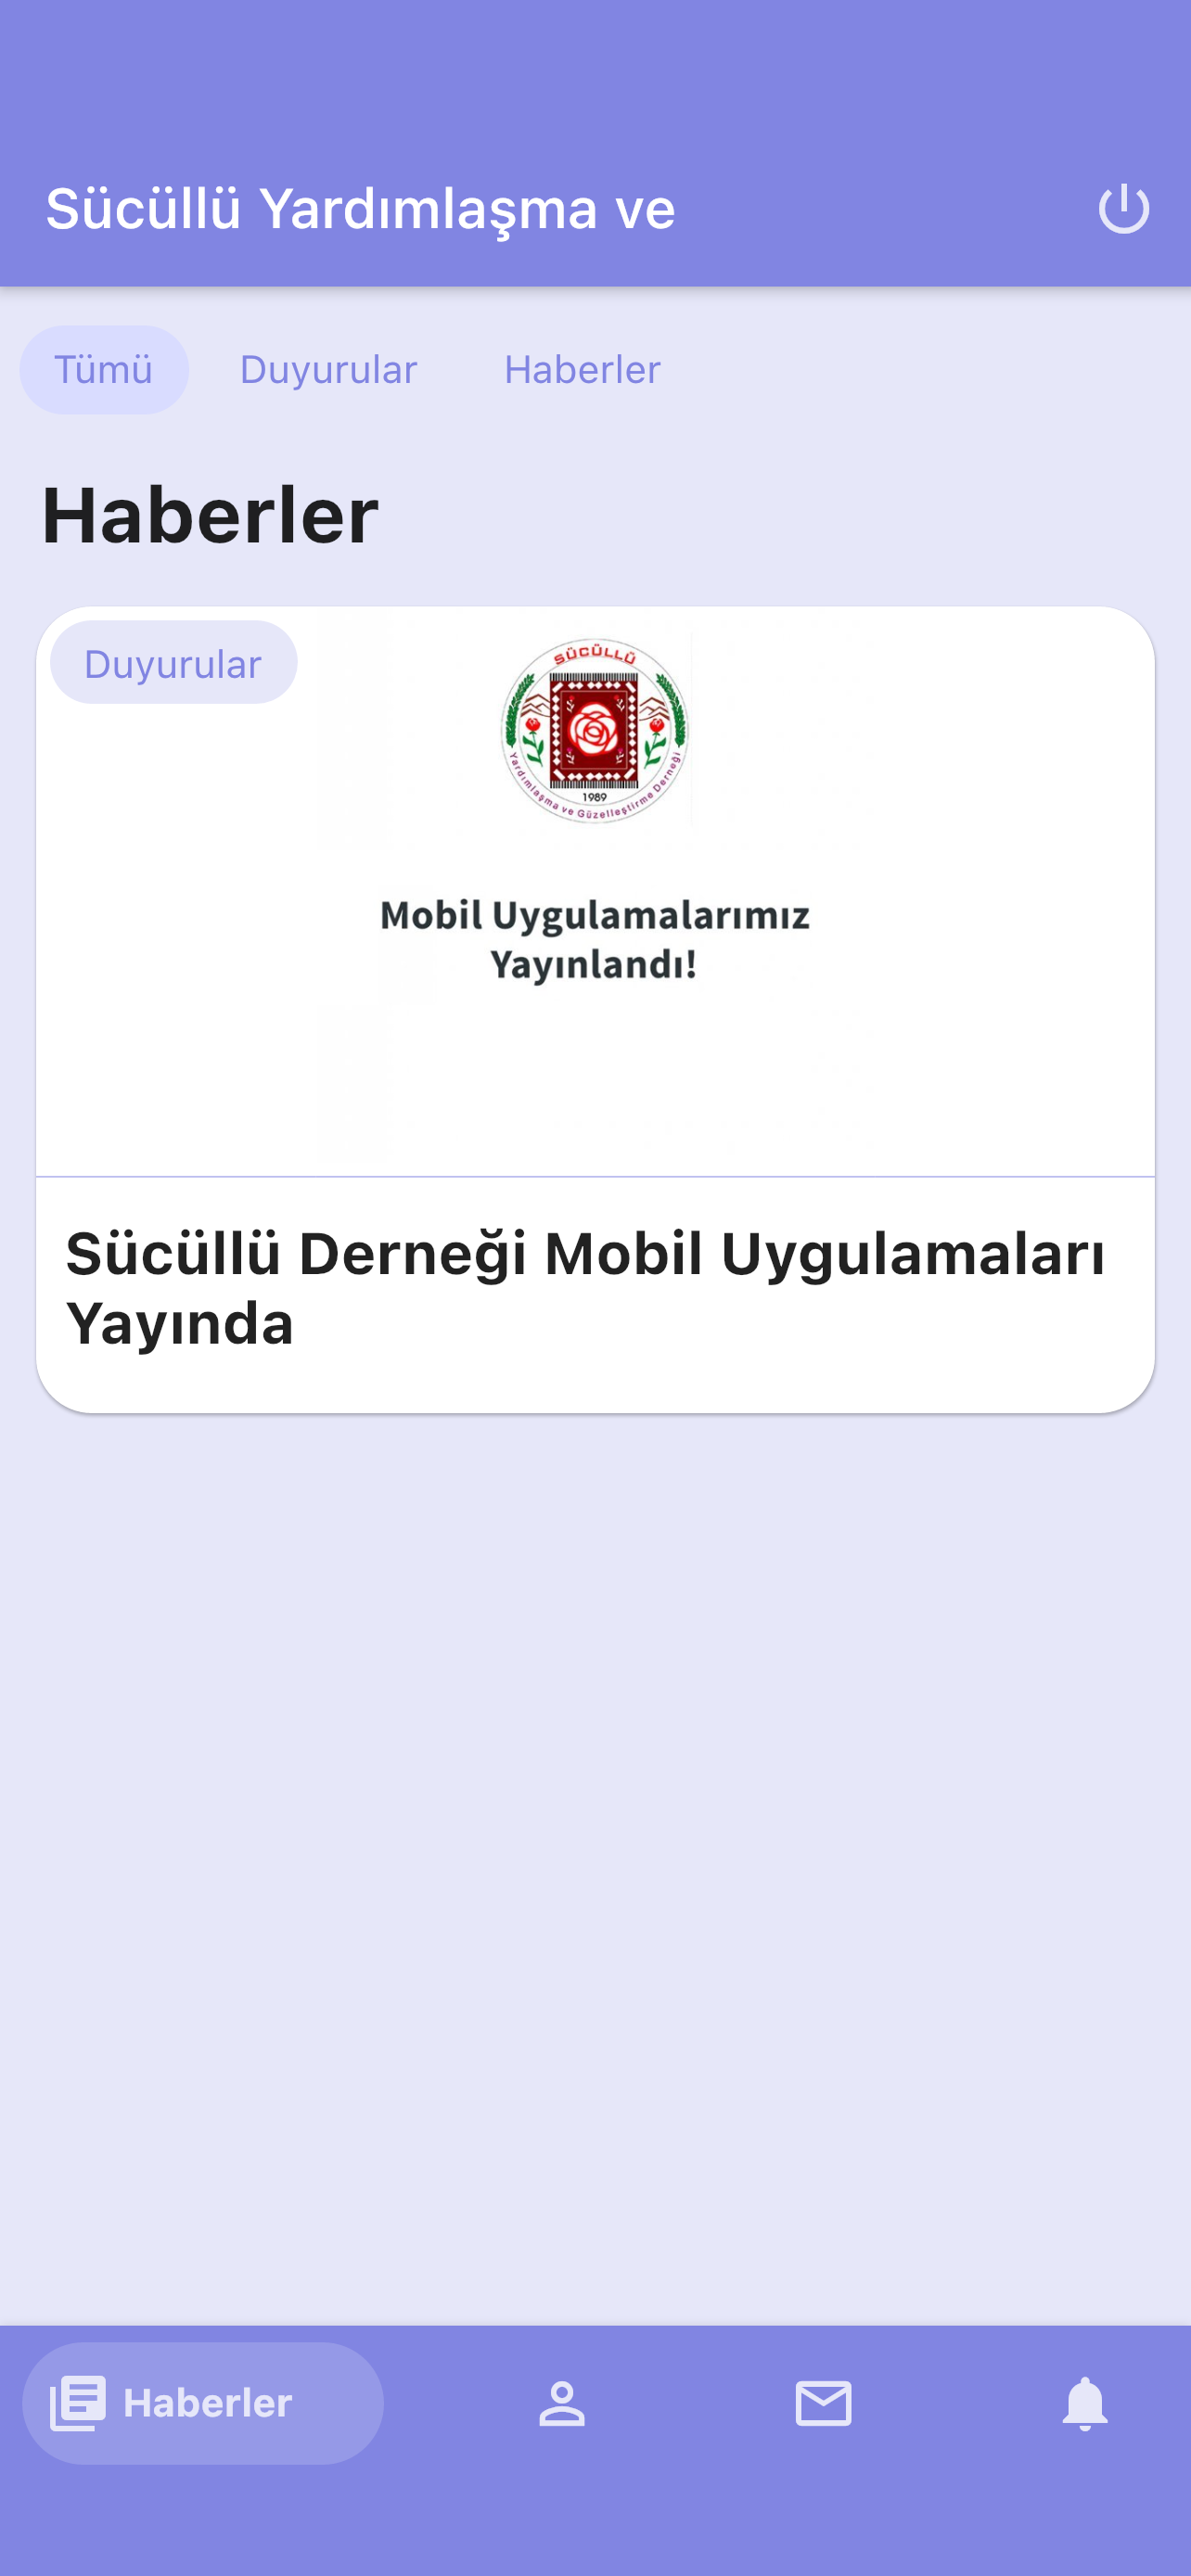 Sücüllü Yardımlaşma ve
Tümü
Duyurular
Haberler
Haberler
Duyurular
SÜCÜLLÜ
1989
Yardımlaşma ve Güzelleştirme Derneği
Mobil Uygulamalarımız
Yayınlandı!
Sücüllü Derneği Mobil Uygulamaları
Yayında
Haberler